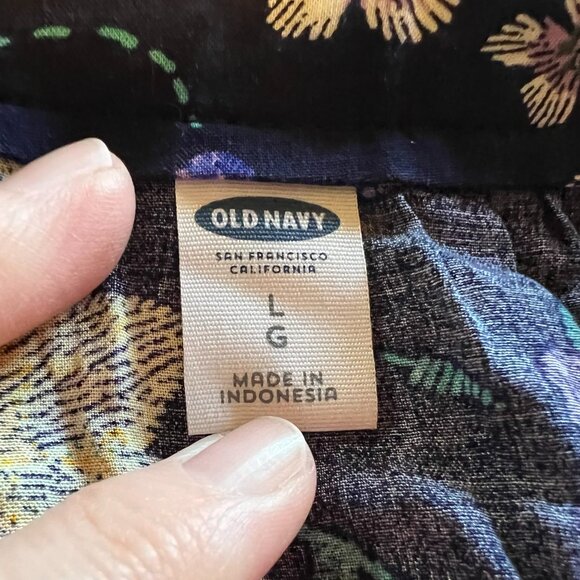 OLD NAVY
SAN FRANCISCO
CALIFORNIA
L
G
MADE IN
INDONESIA